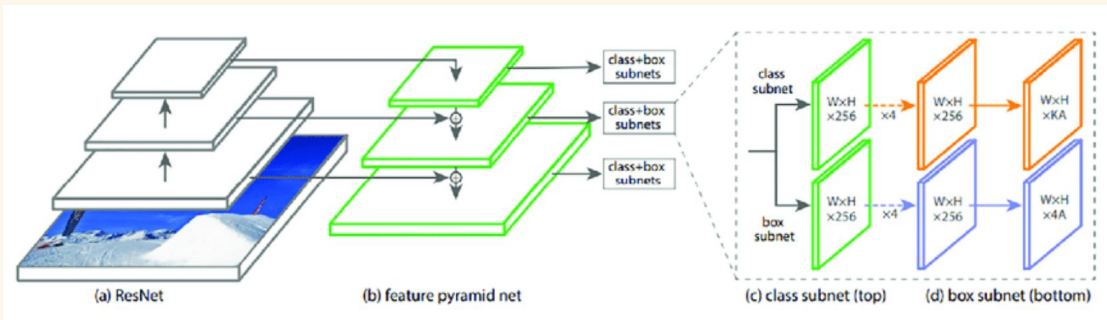 class+box
subnets
class+box
subnets
class+box
subnets
class
subnet
W×H
×256
×4
W×H
×256
W×H
×KA
box
subnet
W×H
×256
×4
W×H
×256
W×H
×4A
(a) ResNet
(b) feature pyramid net
(c) class subnet (top)
(d) box subnet (bottom)